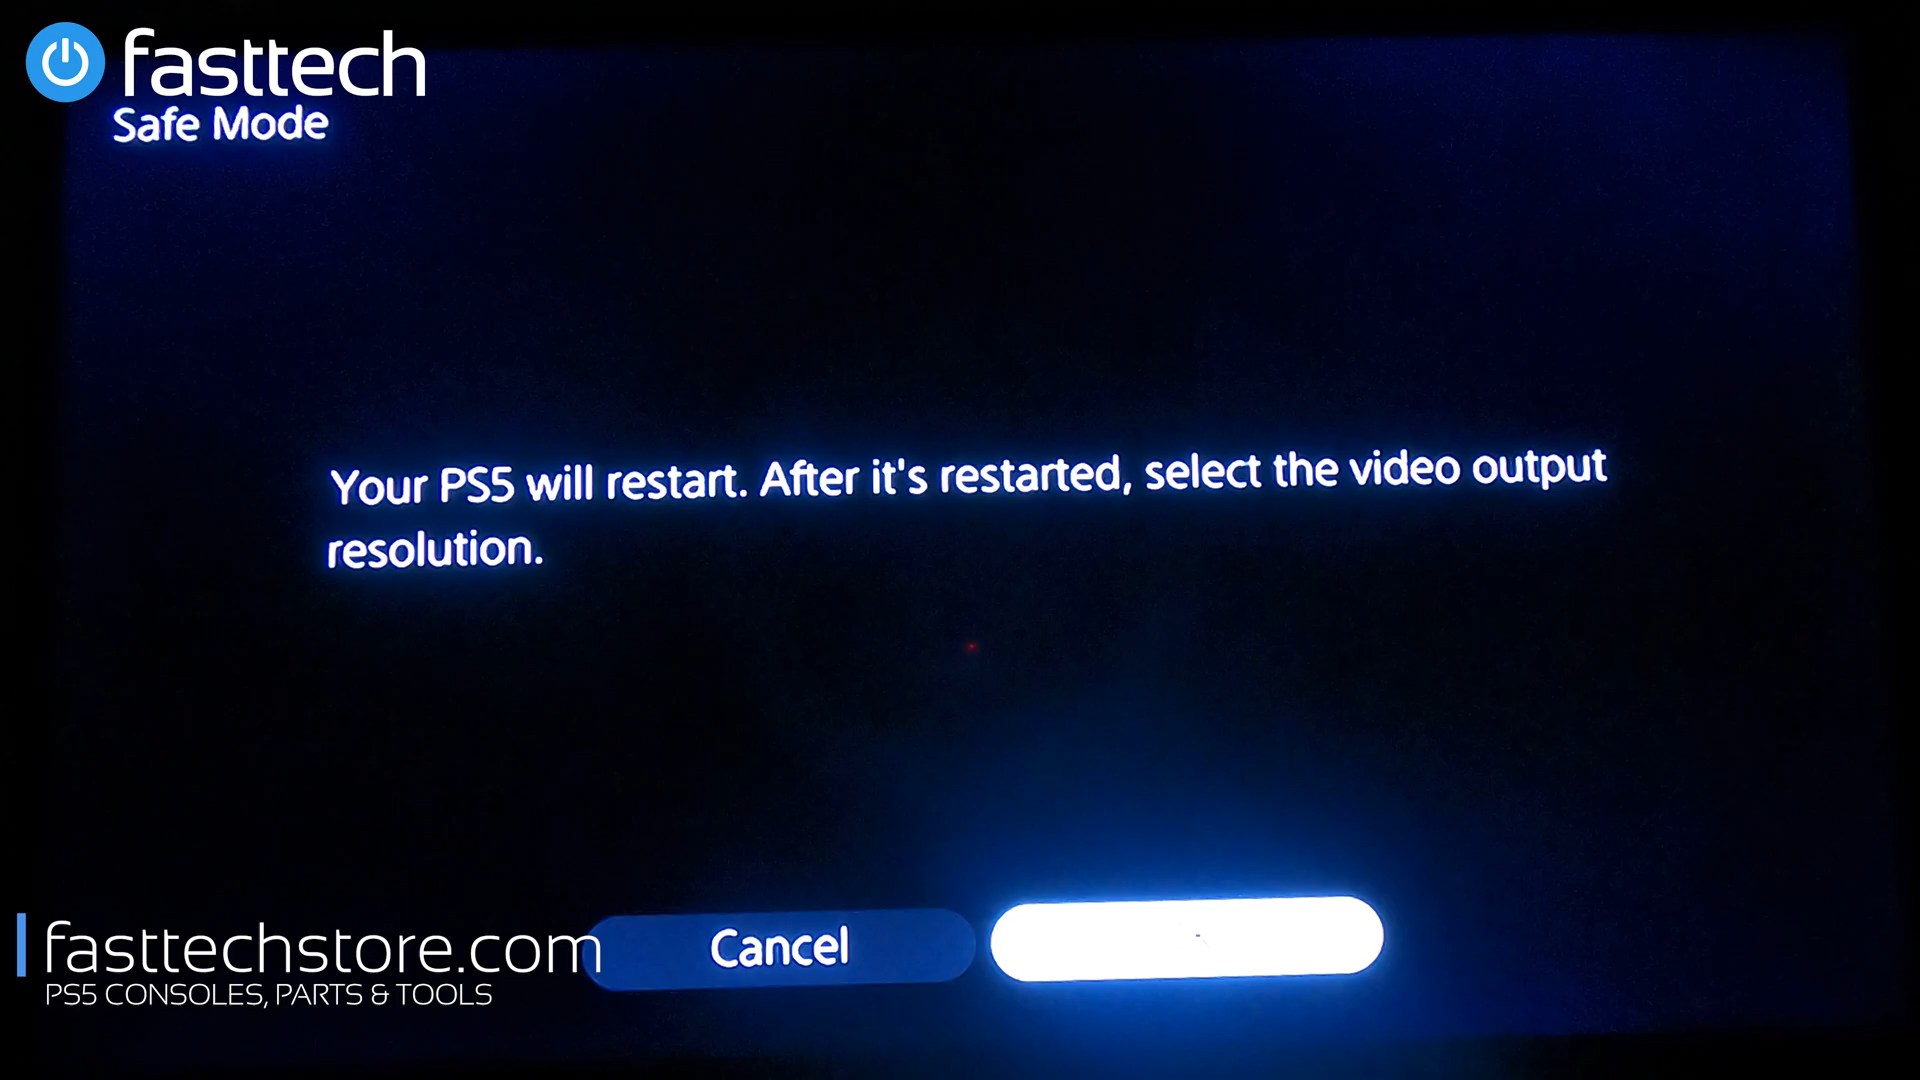 fasttech
Safe Mode
Your PS5 will restart. After it's restarted, select the video output
resolution.
Cancel
fasttechstore.com
PS5 CONSOLES, PARTS & TOOLS